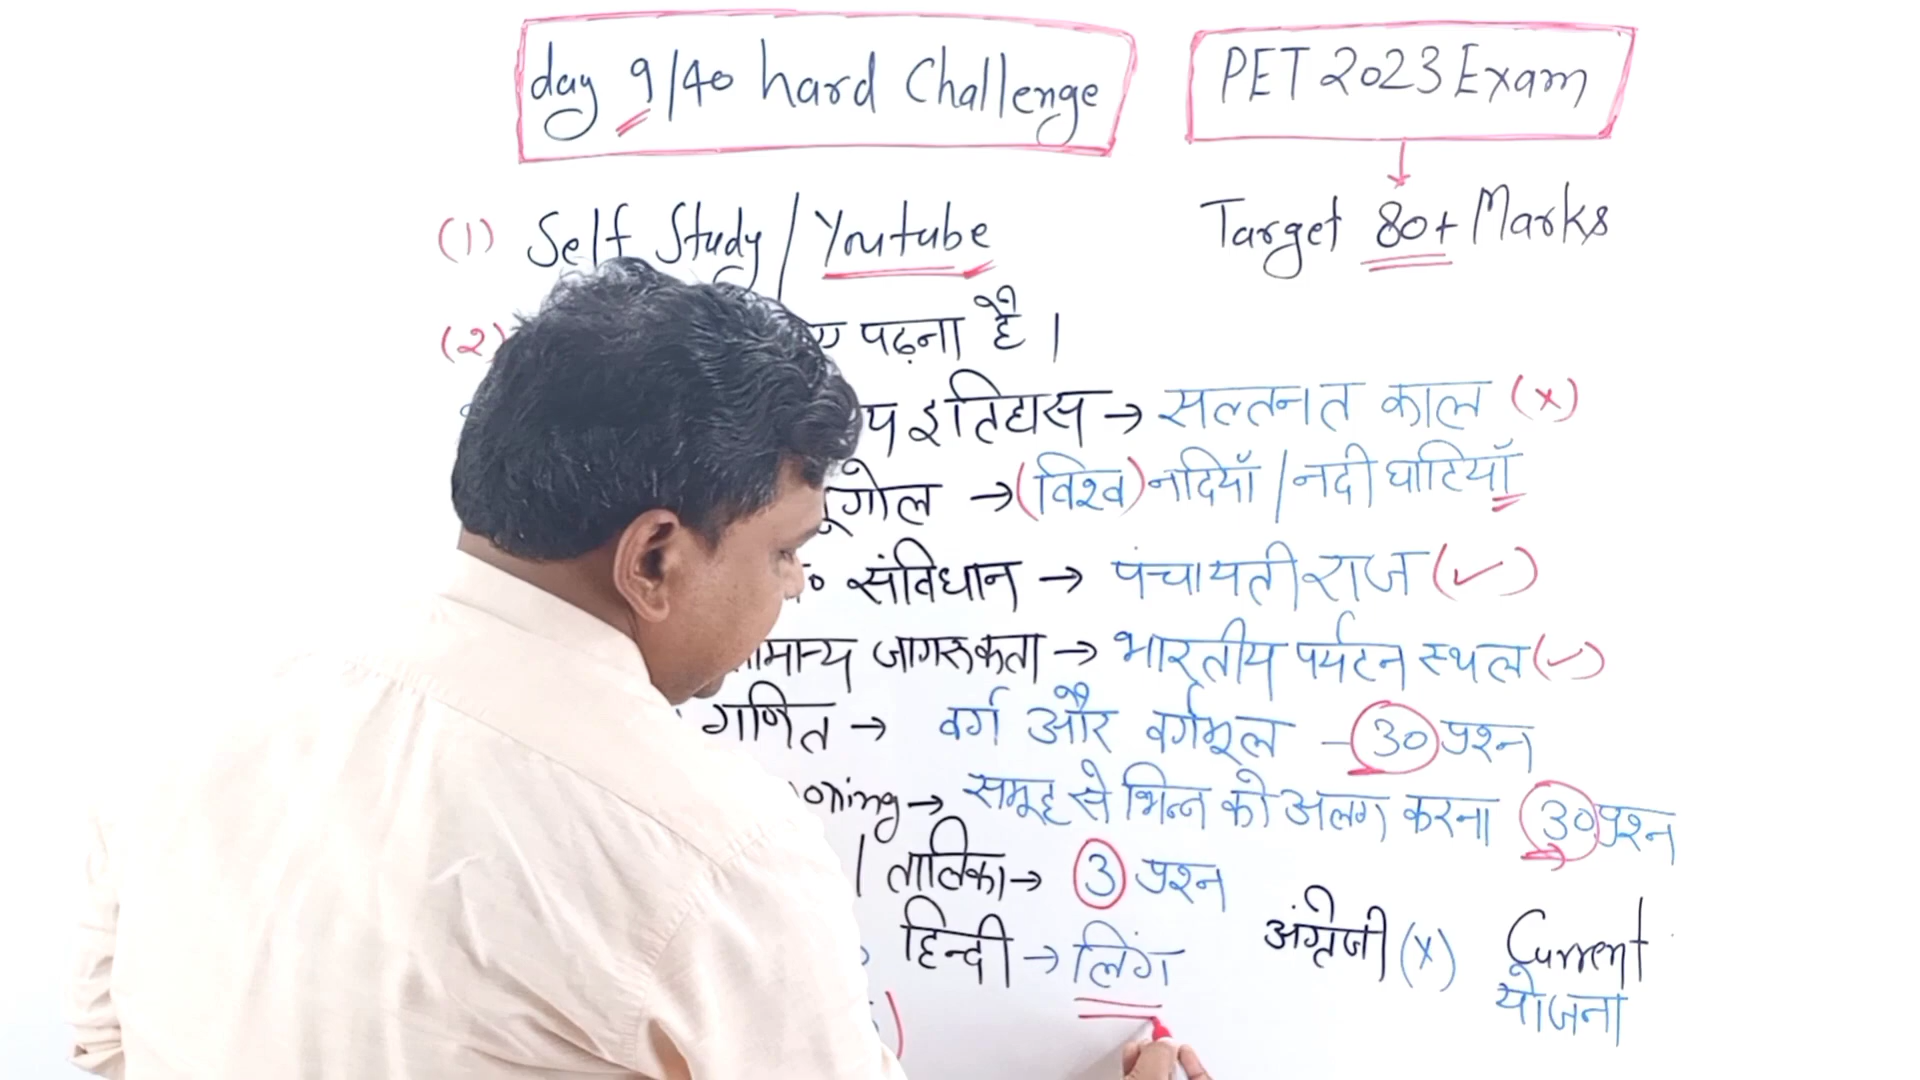 day 9/40 hard Challenge
PET 2023 Exam
(1) Self Study / Youtube
Target 80+ Marks
(2) पढ़ना है।
इतिहास → सल्तनत काल (x)
→ (विश्व) नदियाँ / नदी घाटियाँ
संविधान → पंचायती राज (✓)
जागरूकता → भारतीय पर्यटन स्थल (✓)
गणित → वर्ग और वर्गमूल - 30 प्रश्न
→ समूह से भिन्न को अलग करना 30 प्रश्न
| तालिका → 3 प्रश्न
हिन्दी → लिंग
अंग्रेजी (x)
Current
योजना